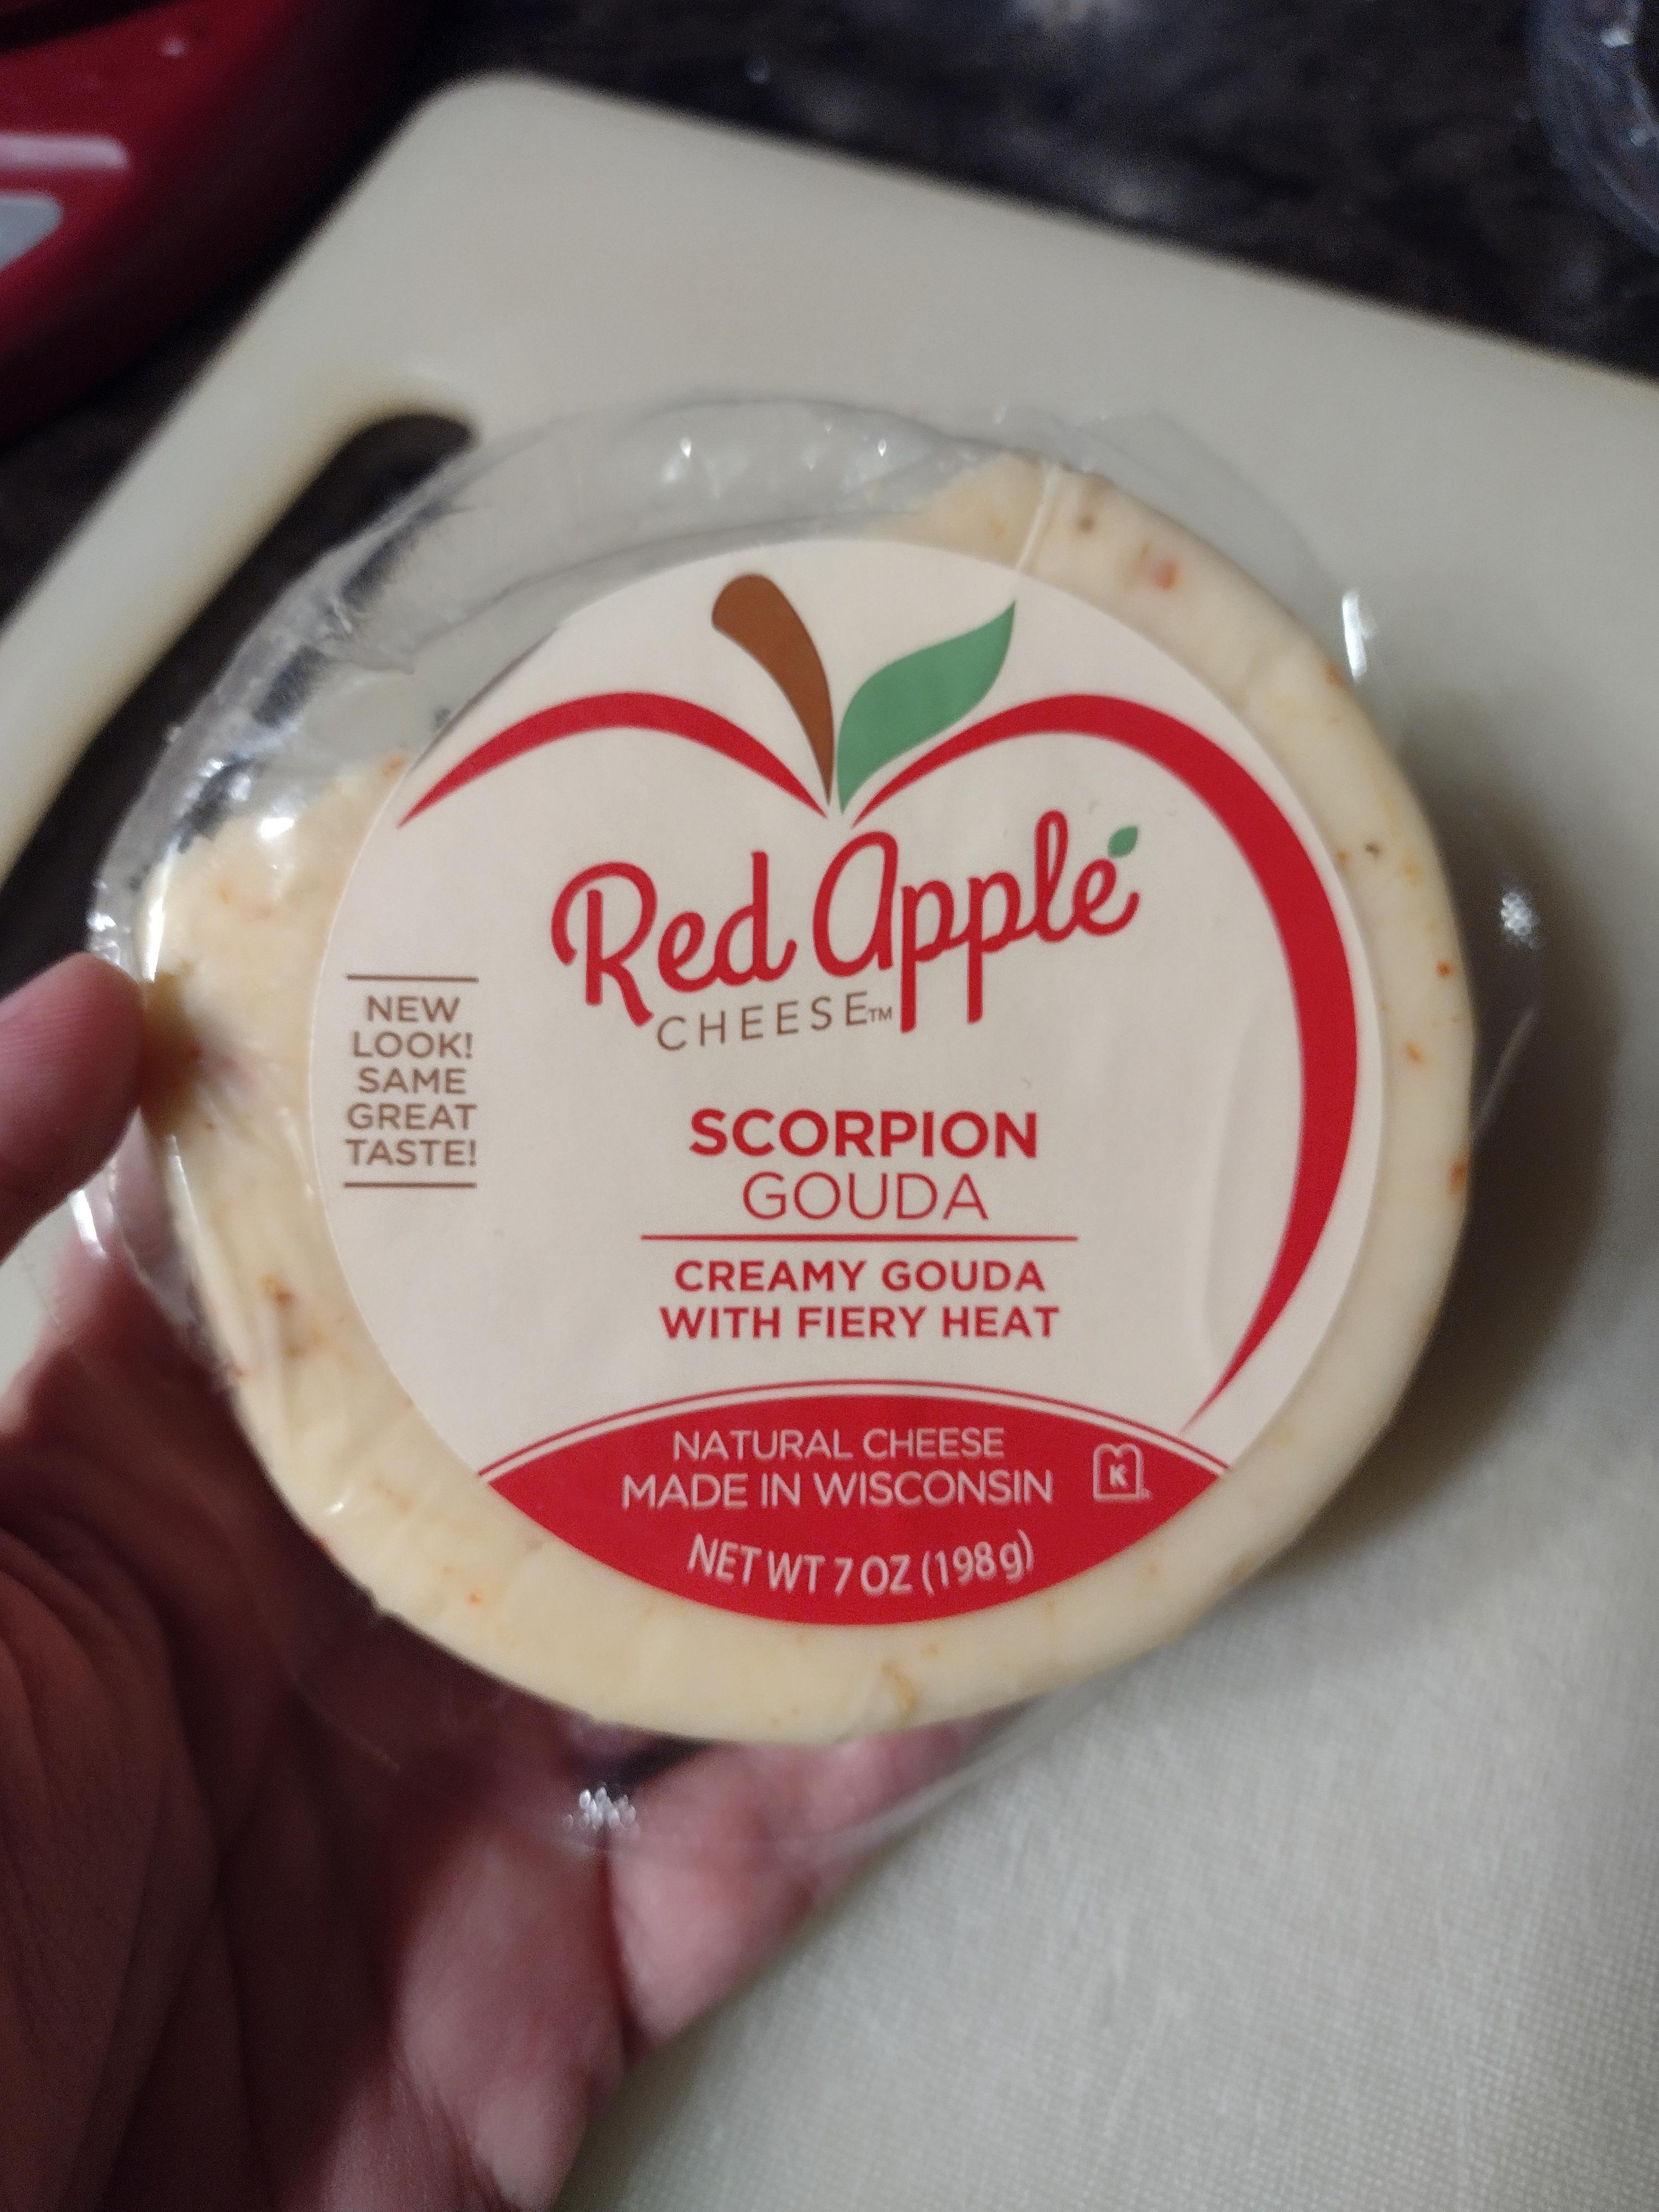 Red Apple
CHEESE™
NEW
LOOK!
SAME
GREAT
TASTE!
SCORPION
GOUDA
CREAMY GOUDA
WITH FIERY HEAT
NATURAL CHEESE
MADE IN WISCONSIN
K
NET WT 7 OZ (198g)